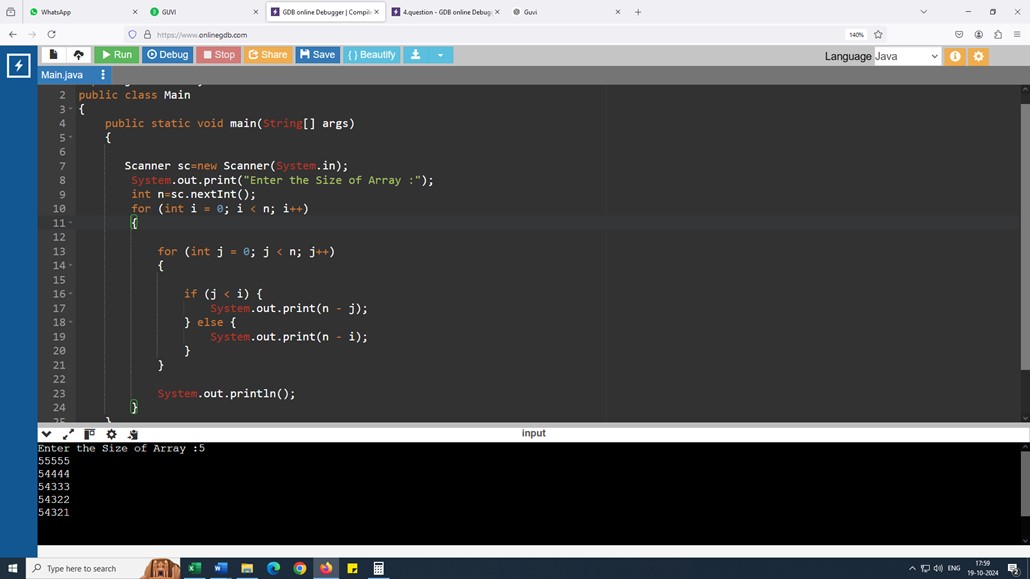 WhatsApp
GUVI
GDB online Debugger | Compile
4.question - GDB online Debug
Guvi
https://www.onlinegdb.com
140%
Run
Debug
Stop
Share
Save
{ } Beautify
Language
Java
Main.java
2 public class Main
3 {
4 public static void main(String[] args)
5 {
6
7 Scanner sc=new Scanner(System.in);
8 System.out.print("Enter the Size of Array :");
9 int n=sc.nextInt();
10 for (int i = 0; i < n; i++)
11 {
12
13 for (int j = 0; j < n; j++)
14 {
15
16 if (j < i) {
17 System.out.print(n - j);
18 } else {
19 System.out.print(n - i);
20 }
21 }
22
23 System.out.println();
24 }
25 }
input
Enter the Size of Array :5
55555
54444
54333
54322
54321
Type here to search
ENG
17:59
19-10-2024
2